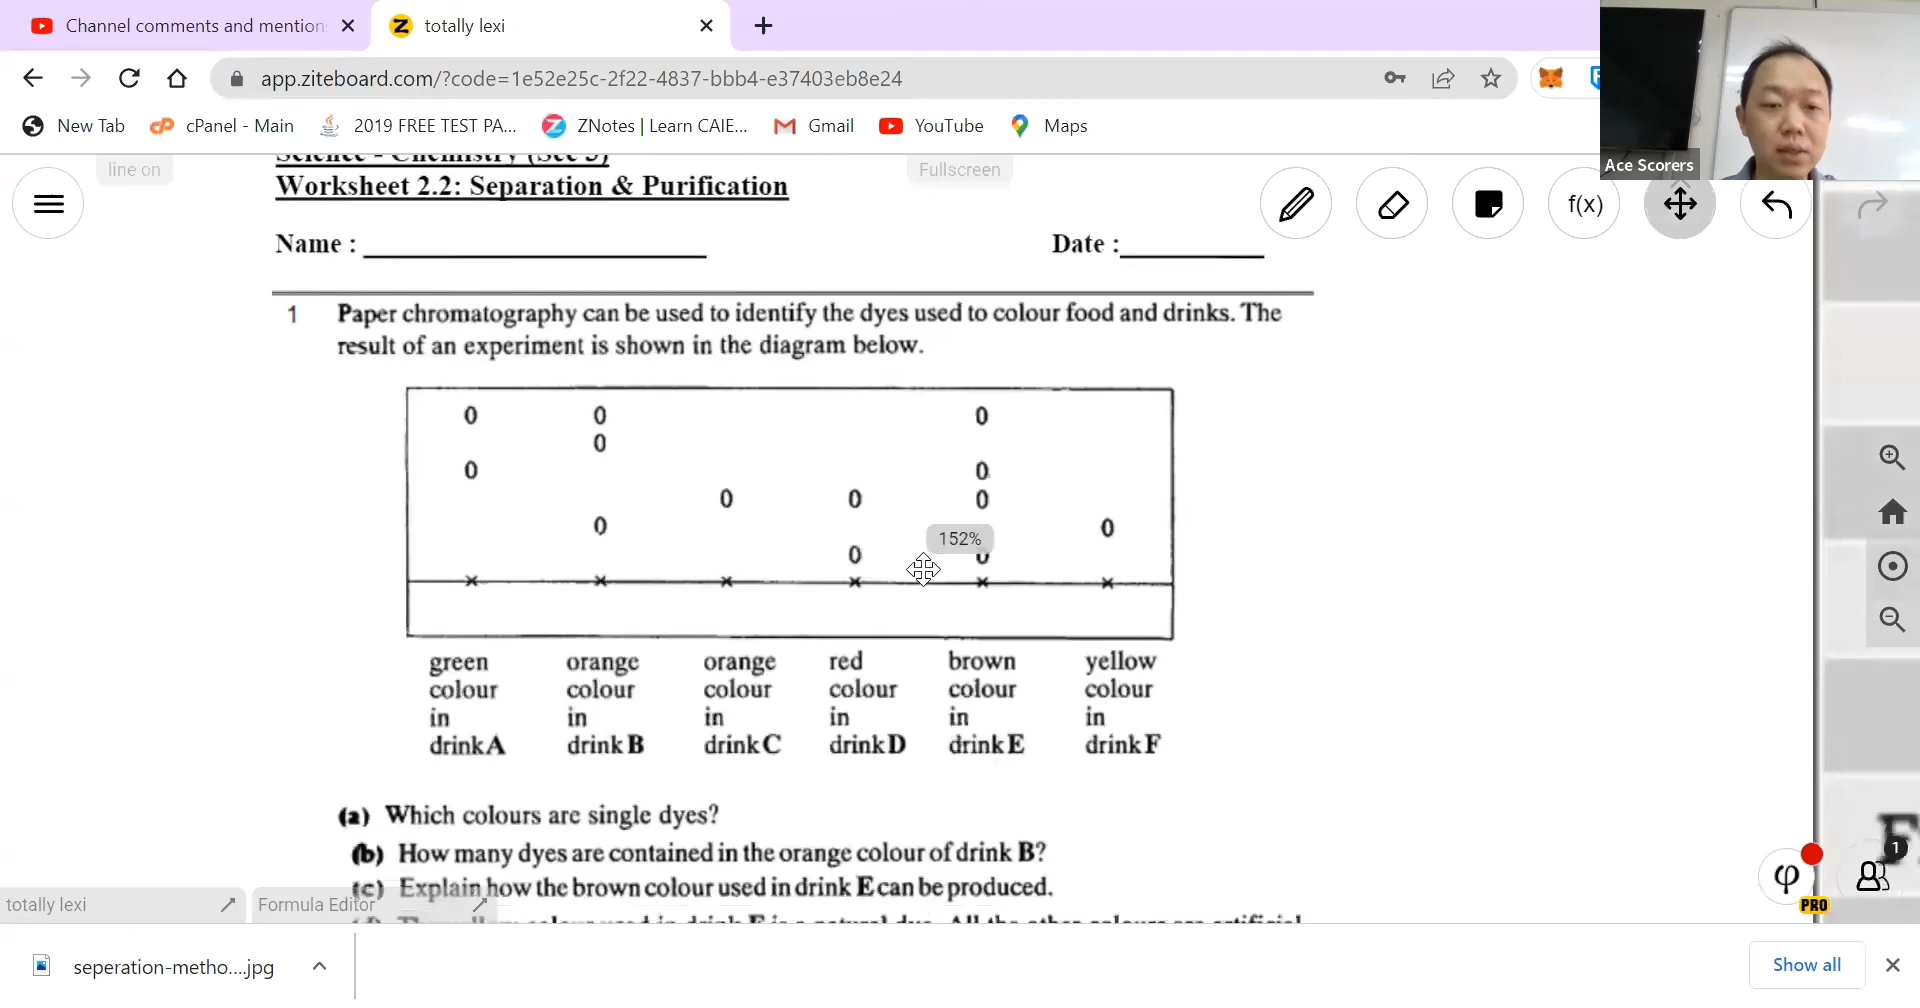 Channel comments and mention
totally lexi
app.ziteboard.com/?code=1e52e25c-2f22-4837-bbb4-e37403eb8e24
New Tab
cPanel - Main
2019 FREE TEST PA...
ZNotes | Learn CAIE...
Gmail
YouTube
Maps
Ace Scorers
line on
Fullscreen
Science - Chemistry (Sec 3)
Worksheet 2.2: Separation & Purification
f(x)
Name :
Date :
1 Paper chromatography can be used to identify the dyes used to colour food and drinks. The
result of an experiment is shown in the diagram below.
152%
green colour in drink A
orange colour in drink B
orange colour in drink C
red colour in drink D
brown colour in drink E
yellow colour in drink F
(a) Which colours are single dyes?
(b) How many dyes are contained in the orange colour of drink B?
(c) Explain how the brown colour used in drink E can be produced.
totally lexi
Formula Editor
F
1
φ
PRO
seperation-metho....jpg
Show all